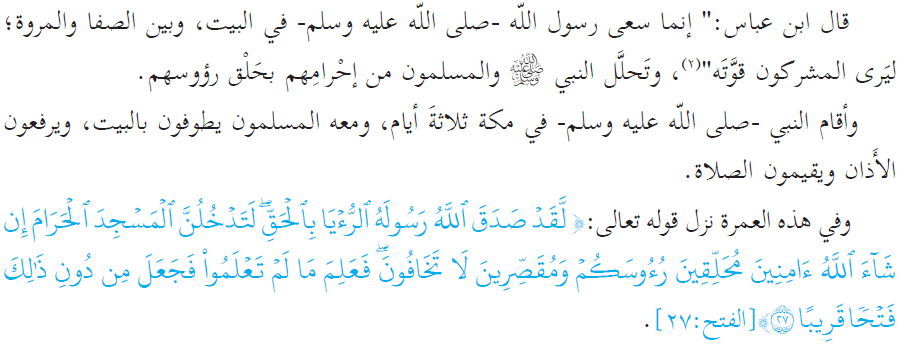 قال ابن عباس:" إنما سعى رسول اللّه -صلى اللّه عليه وسلم- في البيت، وبين الصفا والمروة؛
ليَرى المشركون قوَّتَه"(٢)، وتَحلَّل النبي ﷺ والمسلمون من إحْرامِهم بحَلْق رؤوسهم.
وأقام النبي -صلى اللّه عليه وسلم- في مكة ثلاثةَ أيام، ومعه المسلمون يطوفون بالبيت، ويرفعون
الأَذان ويقيمون الصلاة.
وفي هذه العمرة نزل قوله تعالى:﴿ لَّقَدْ صَدَقَ ٱللَّهُ رَسُولَهُ ٱلرُّءْيَا بِٱلْحَقِّ ۖ لَتَدْخُلُنَّ ٱلْمَسْجِدَ ٱلْحَرَامَ إِن
شَآءَ ٱللَّهُ ءَامِنِينَ مُحَلِّقِينَ رُءُوسَكُمْ وَمُقَصِّرِينَ لَا تَخَافُونَ ۖ فَعَلِمَ مَا لَمْ تَعْلَمُوا۟ فَجَعَلَ مِن دُونِ ذَٰلِكَ
فَتْحًا قَرِيبًا ۝٢٧ ﴾[الفتح:٢٧] .